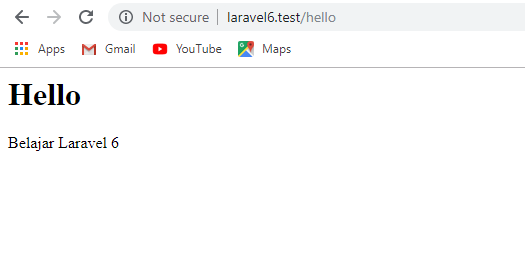 Not secure | laravel6.test/hello
Apps Gmail YouTube Maps
Hello
Belajar Laravel 6